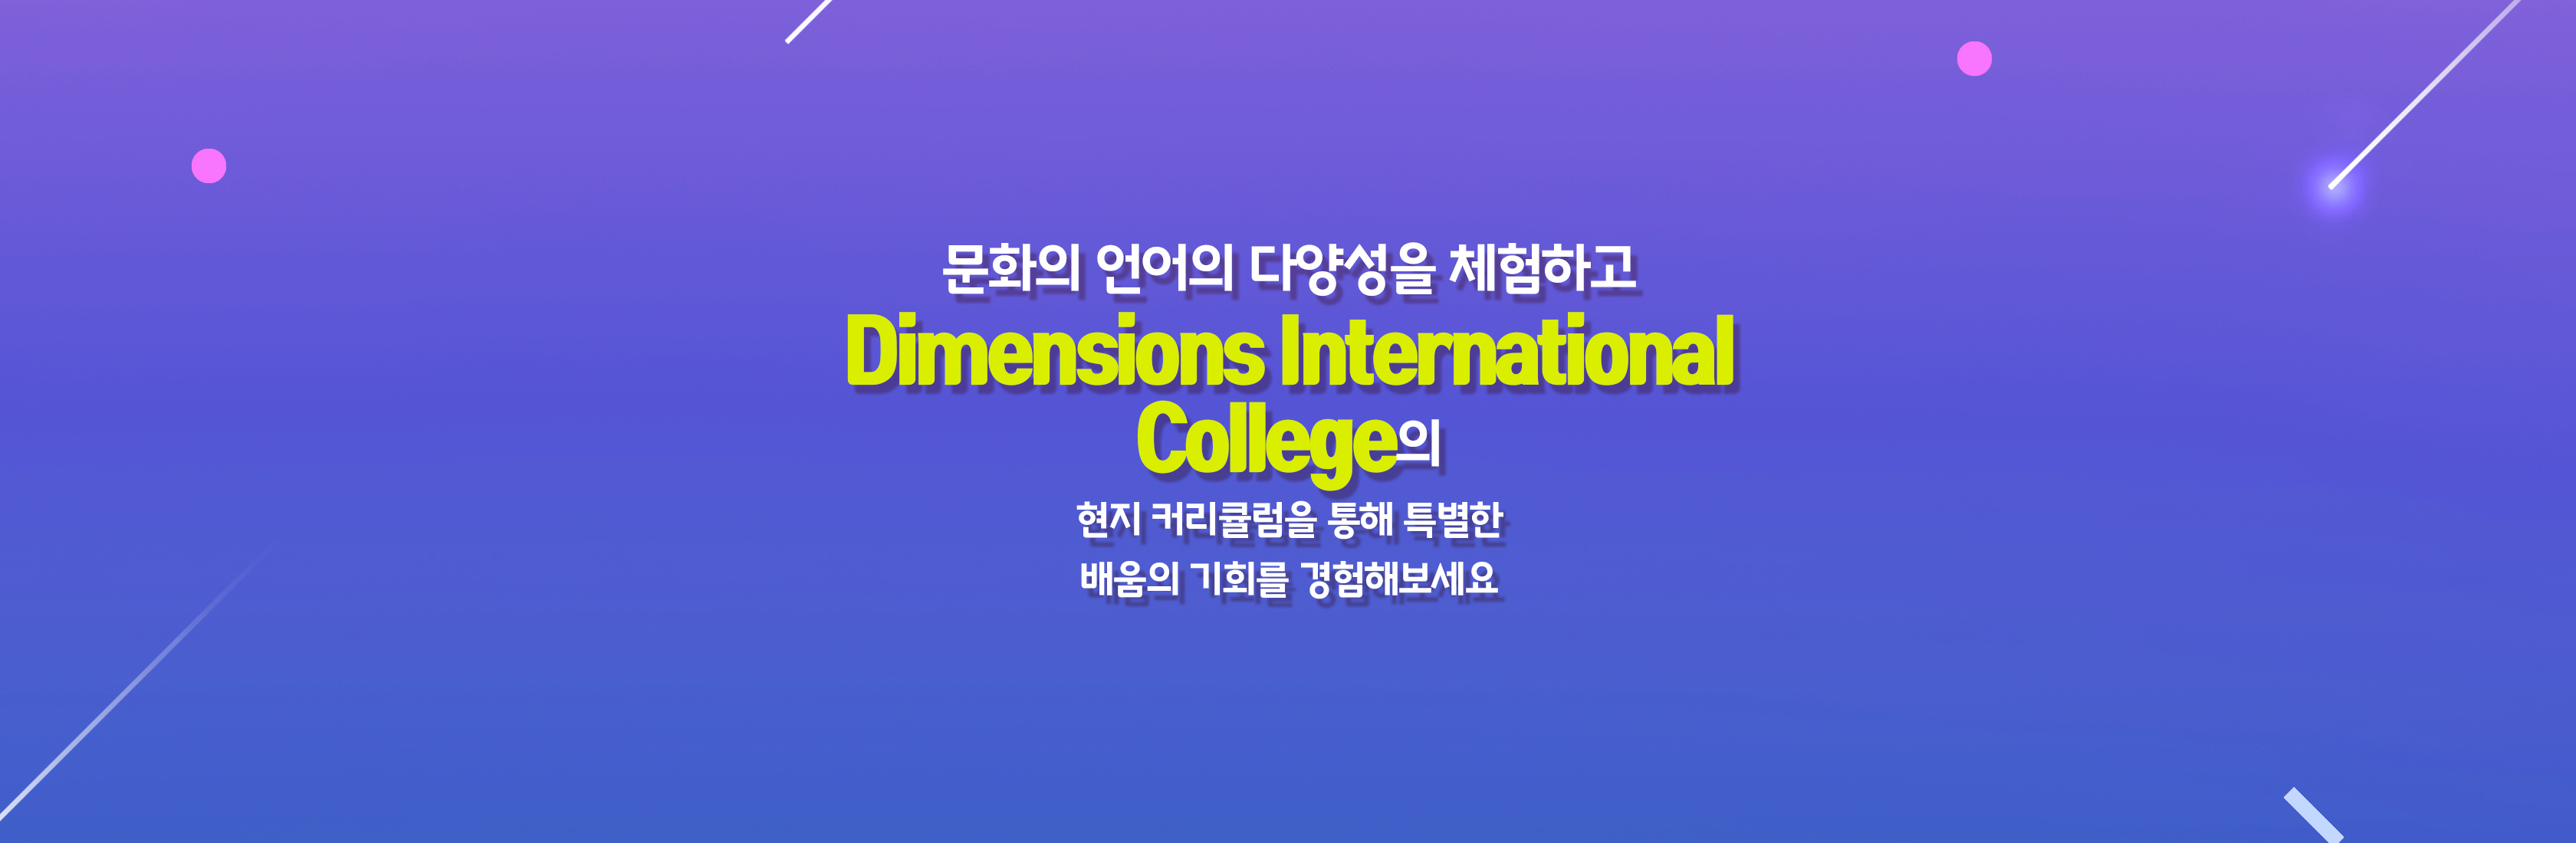 문화의 언어의 다양성을 체험하고
Dimensions International
College의
현지 커리큘럼을 통해 특별한
배움의 기회를 경험해보세요